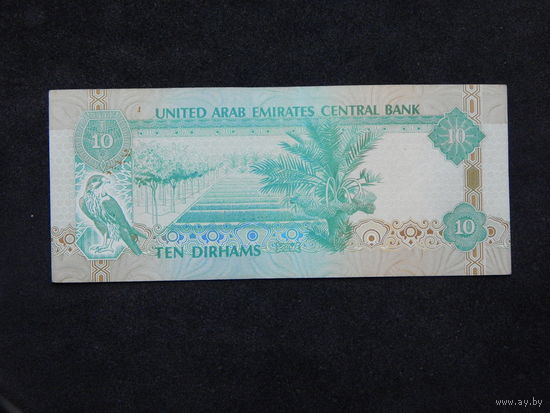 UNITED ARAB EMIRATES CENTRAL BANK
10
10
10
TEN DIRHAMS
www.ay.by